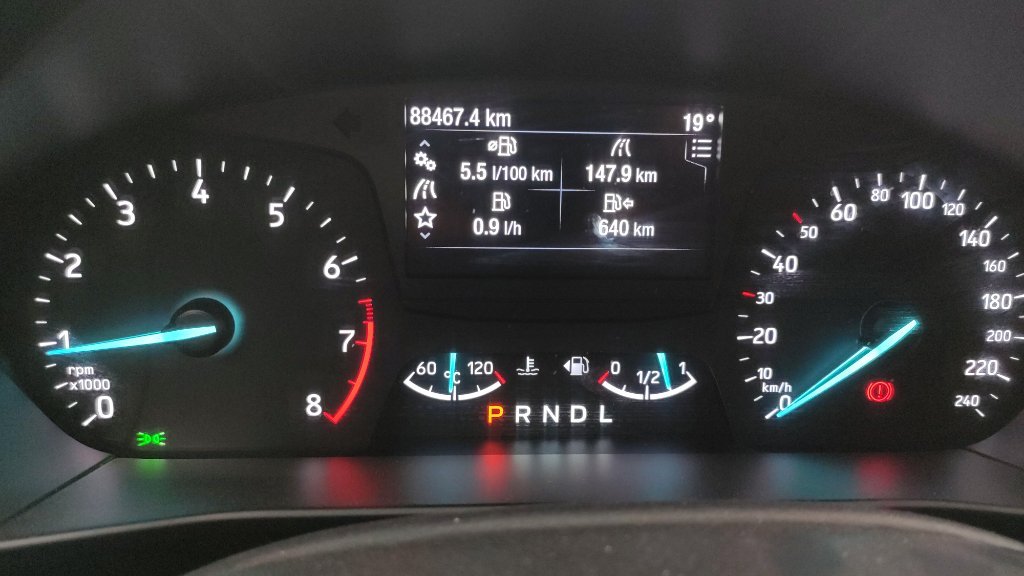 88467.4 km 19°
ø 5.5 l/100 km 147.9 km
0.9 l/h 640 km
0 1 2 3 4 5 6 7 8
rpm
x1000
60 °C 120
0 1/2 1
P R N D L
0 10 20 30 40 50 60 80 100 120 140 160 180 200 220 240
km/h